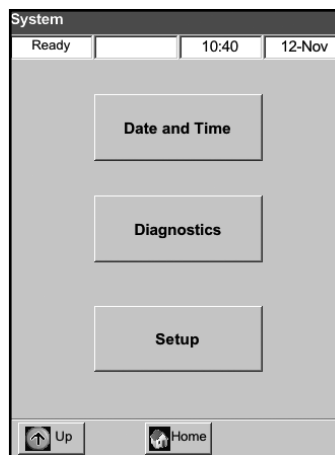 System
Ready 10:40 12-Nov
Date and Time
Diagnostics
Setup
Up Home